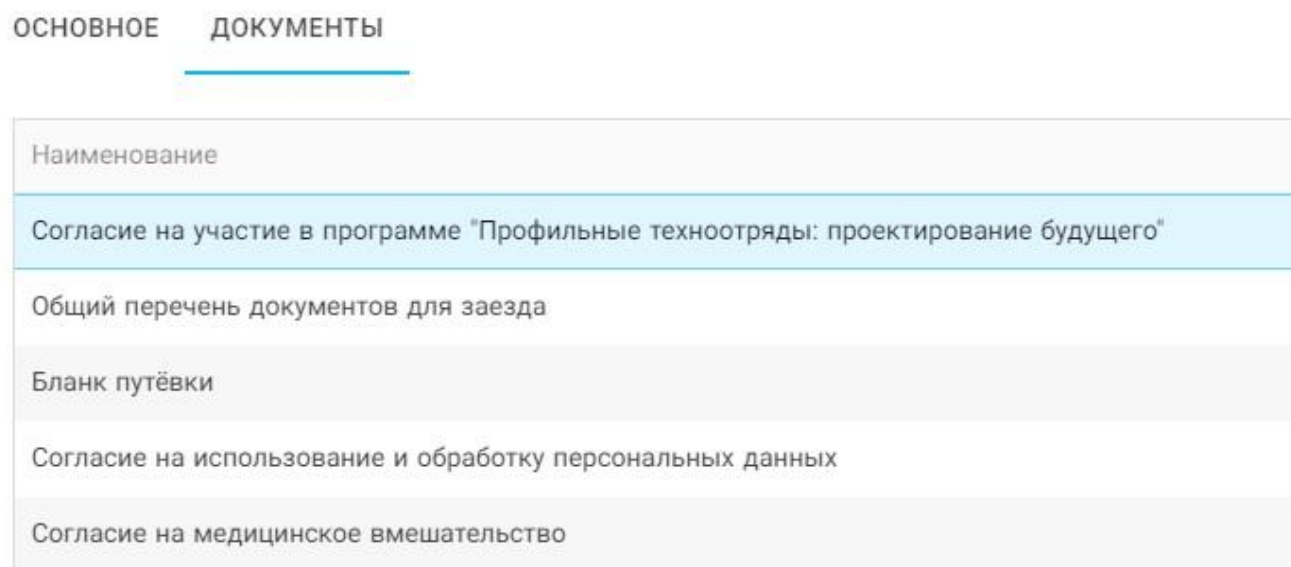 ОСНОВНОЕ ДОКУМЕНТЫ
Наименование
Согласие на участие в программе "Профильные техноотряды: проектирование будущего"
Общий перечень документов для заезда
Бланк путёвки
Согласие на использование и обработку персональных данных
Согласие на медицинское вмешательство